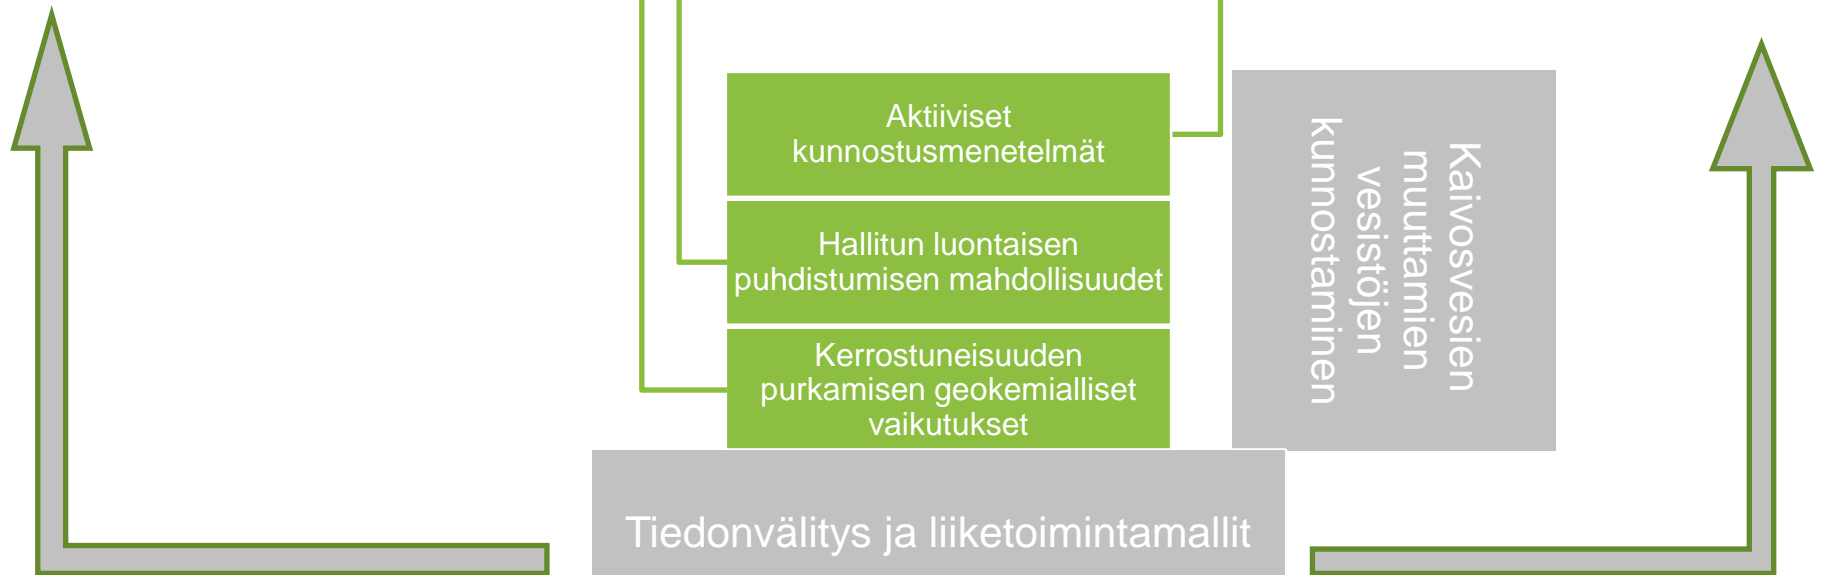 Aktiiviset
kunnostusmenetelmät
Hallitun luontaisen
puhdistumisen mahdollisuudet
Kerrostuneisuuden
purkamisen geokemialliset
vaikutukset
Kaivosvesien
muuttamien
vesistöjen
kunnostaminen
Tiedonvälitys ja liiketoimintamallit